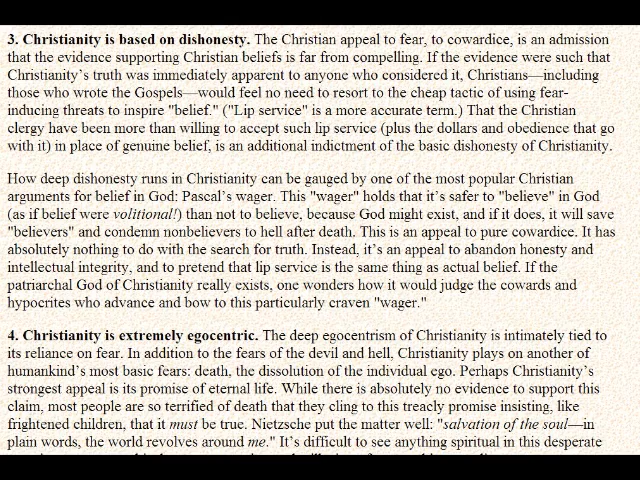 3. Christianity is based on dishonesty. The Christian appeal to fear, to cowardice, is an admission
that the evidence supporting Christian beliefs is far from compelling. If the evidence were such that
Christianity’s truth was immediately apparent to anyone who considered it, Christians—including
those who wrote the Gospels—would feel no need to resort to the cheap tactic of using fear-
inducing threats to inspire "belief." ("Lip service" is a more accurate term.) That the Christian
clergy have been more than willing to accept such lip service (plus the dollars and obedience that go
with it) in place of genuine belief, is an additional indictment of the basic dishonesty of Christianity.
How deep dishonesty runs in Christianity can be gauged by one of the most popular Christian
arguments for belief in God: Pascal’s wager. This "wager" holds that it’s safer to "believe" in God
(as if belief were volitional!) than not to believe, because God might exist, and if it does, it will save
"believers" and condemn nonbelievers to hell after death. This is an appeal to pure cowardice. It has
absolutely nothing to do with the search for truth. Instead, it’s an appeal to abandon honesty and
intellectual integrity, and to pretend that lip service is the same thing as actual belief. If the
patriarchal God of Christianity really exists, one wonders how it would judge the cowards and
hypocrites who advance and bow to this particularly craven "wager."
4. Christianity is extremely egocentric. The deep egocentrism of Christianity is intimately tied to
its reliance on fear. In addition to the fears of the devil and hell, Christianity plays on another of
humankind’s most basic fears: death, the dissolution of the individual ego. Perhaps Christianity’s
strongest appeal is its promise of eternal life. While there is absolutely no evidence to support this
claim, most people are so terrified of death that they cling to this treacly promise insisting, like
frightened children, that it must be true. Nietzsche put the matter well: "salvation of the soul—in
plain words, the world revolves around me." It’s difficult to see anything spiritual in this desperate